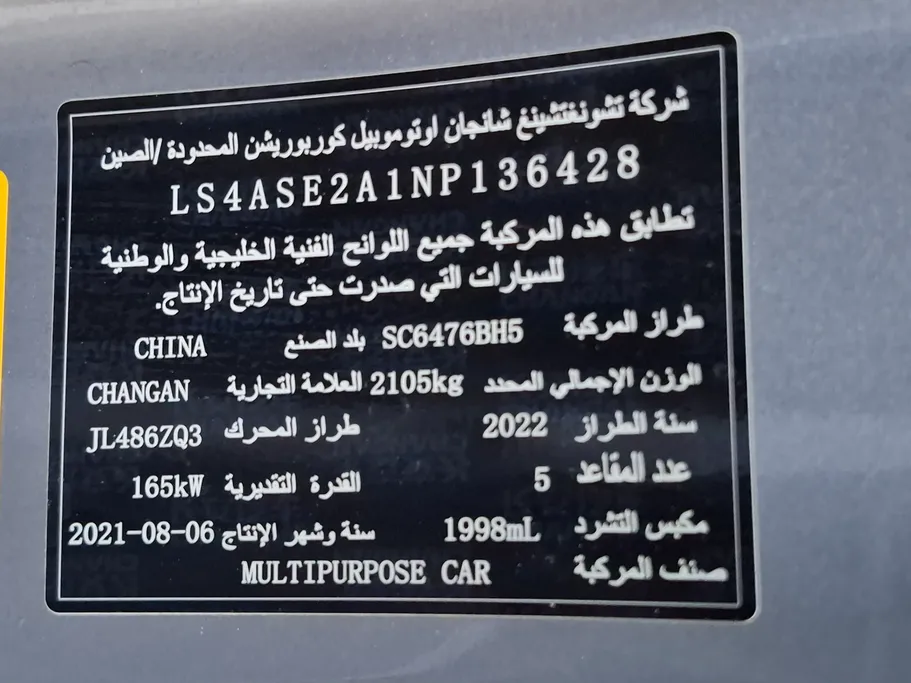 شركة تشونغتشينغ شانجان اوتوموبيل كوربوريشن المحدودة /الصين
LS4ASE2A1NP136428
تطابق هذه المركبة جميع اللوائح الفنية الخليجية والوطنية
للسيارات التي صدرت حتى تاريخ الإنتاج.
طراز المركبة SC6476BH5 بلد الصنع CHINA
الوزن الإجمالي المحدد 2105kg العلامة التجارية CHANGAN
سنة الطراز 2022 طراز المحرك JL486ZQ3
عدد المقاعد 5 القدرة التقديرية 165kW
مكبس التشرد 1998mL سنة وشهر الإنتاج 2021-08-06
صنف المركبة MULTIPURPOSE CAR